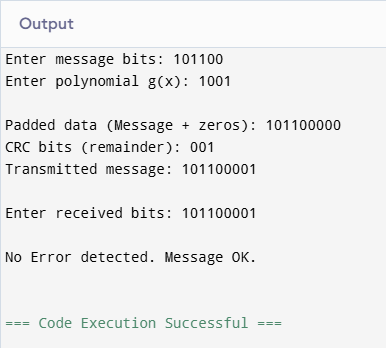 Output
Enter message bits: 101100
Enter polynomial g(x): 1001
Padded data (Message + zeros): 101100000
CRC bits (remainder): 001
Transmitted message: 101100001
Enter received bits: 101100001
No Error detected. Message OK.
=== Code Execution Successful ===